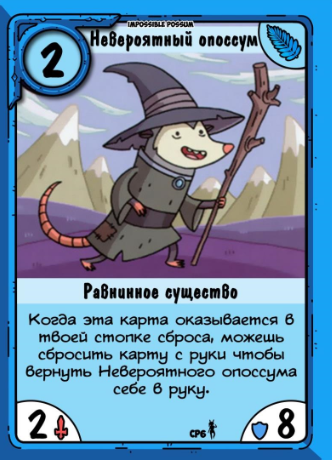 IMPOSSIBLE POSSUM
2
Невероятный опоссум
Равнинное существо
Когда эта карта оказывается в
твоей стопке сброса, можешь
сбросить карту с руки чтобы
вернуть Невероятного опоссума
себе в руку.
2
CP6
8